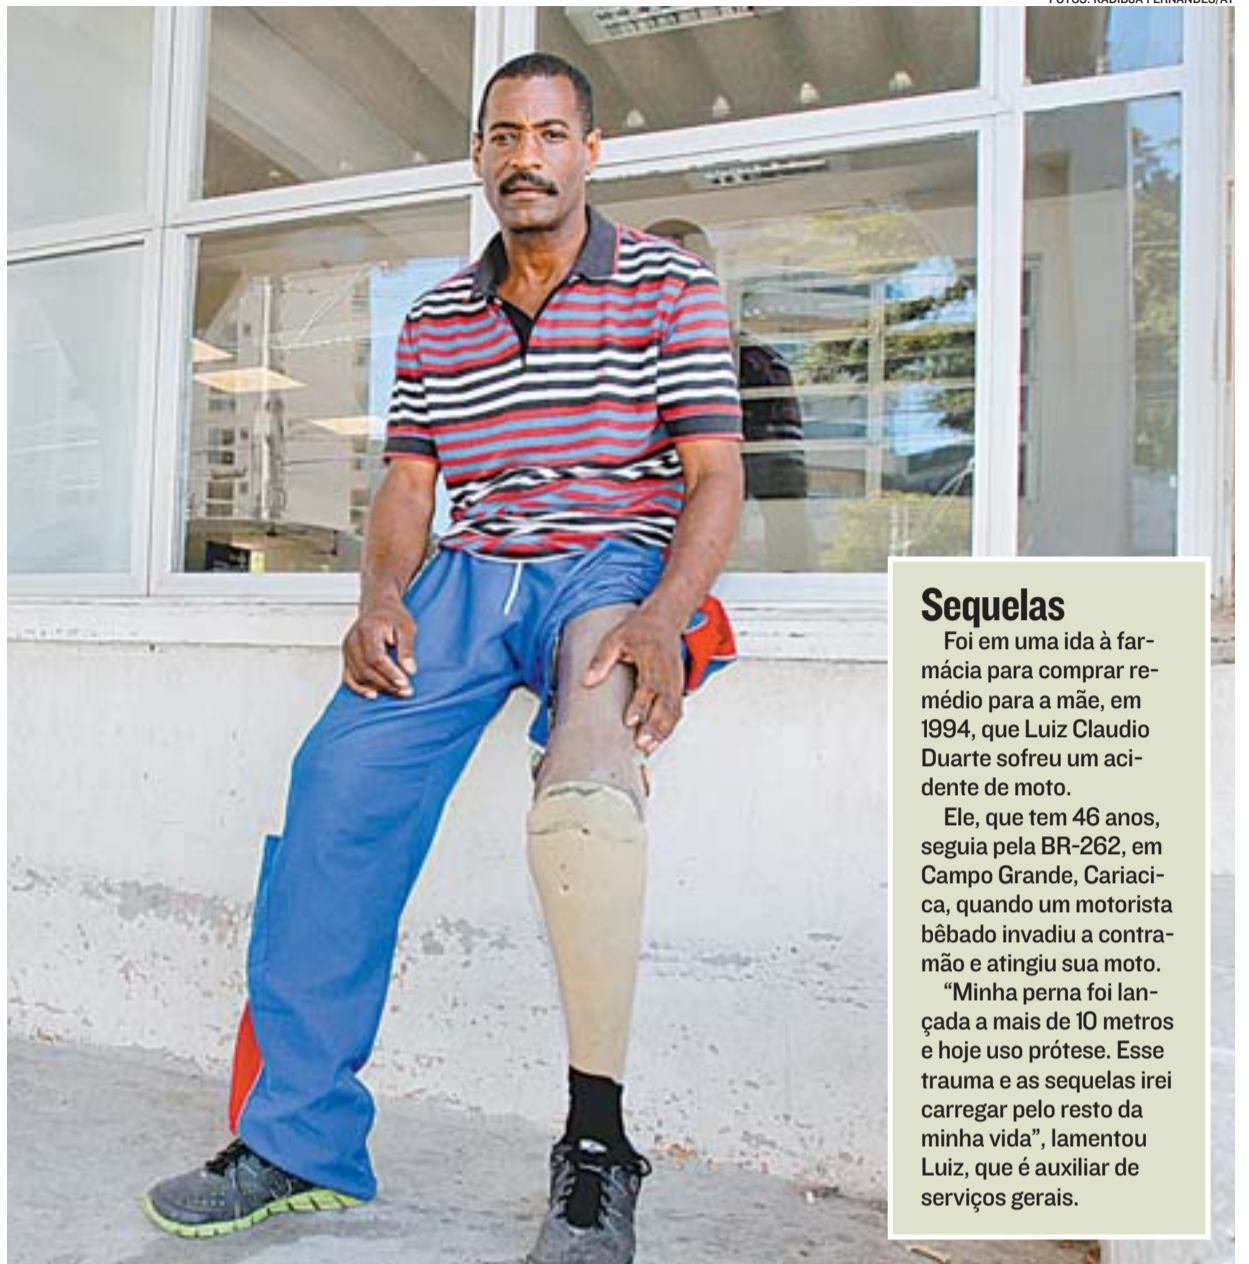 FOTOS: KADIDJA FERNANDES/AT
Sequelas
Foi em uma ida à far-
mácia para comprar re-
médio para a mãe, em
1994, que Luiz Claudio
Duarte sofreu um aci-
dente de moto.
Ele, que tem 46 anos,
seguia pela BR-262, em
Campo Grande, Cariaci-
ca, quando um motorista
bêbado invadiu a contra-
mão e atingiu sua moto.
“Minha perna foi lan-
çada a mais de 10 metros
e hoje uso prótese. Esse
trauma e as sequelas irei
carregar pelo resto da
minha vida”, lamentou
Luiz, que é auxiliar de
serviços gerais.